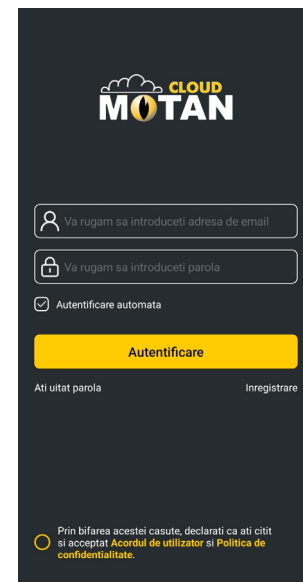 CLOUD
MOTAN
Va rugam sa introduceti adresa de email
Va rugam sa introduceti parola
Autentificare automata
Autentificare
Ati uitat parola
Inregistrare
Prin bifarea acestei casute, declarati ca ati citit
si acceptat Acordul de utilizator si Politica de
confidentialitate.